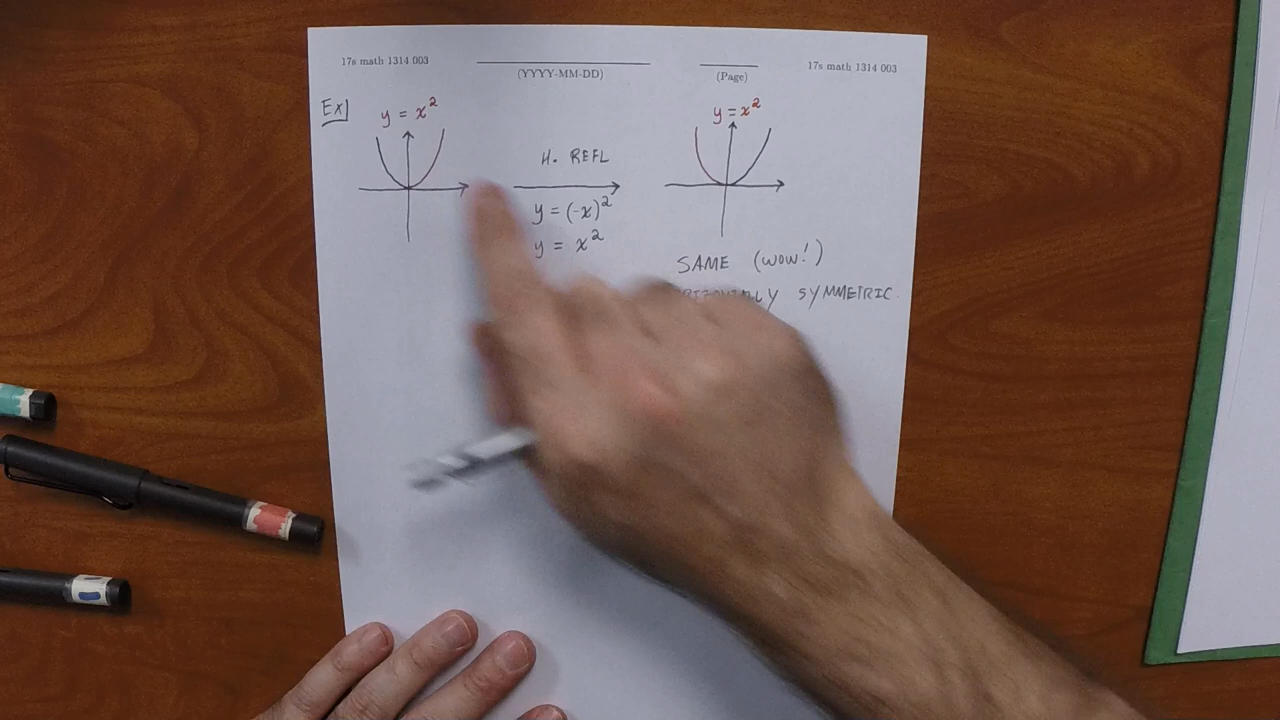 17s math 1314 003
(YYYY-MM-DD)
(Page)
17s math 1314 003
Ex
y = x²
H. REFL
y = (-x)²
y = x²
y = x²
SAME (WOW!)
SYMMETRIC.